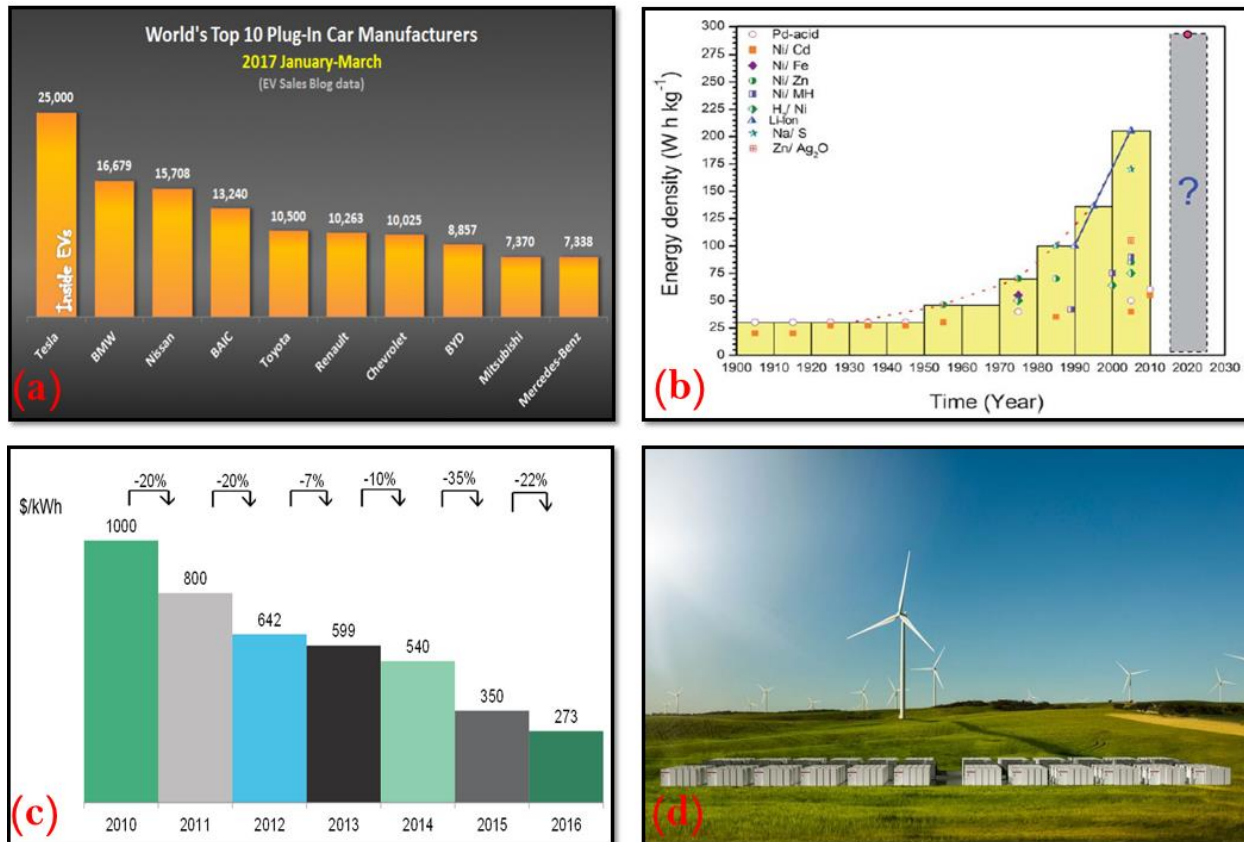 World's Top 10 Plug-In Car Manufacturers
2017 January-March
(EV Sales Blog data)
25,000
16,679
15,708
13,240
10,500
10,263
10,025
8,857
7,370
7,338
Inside EVs
Tesla
BMW
Nissan
BAIC
Toyota
Renault
Chevrolet
BYD
Mitsubishi
Mercedes-Benz
(a)
(b)
Energy density (W h kg⁻¹)
300
275
250
225
200
175
150
125
100
75
50
25
0
Pd-acid
Ni/ Cd
Ni/ Fe
Ni/ Zn
Ni/ MH
H₂/ Ni
Li-Ion
Na/ S
Zn/ Ag₂O
?
1900 1910 1920 1930 1940 1950 1960 1970 1980 1990 2000 2010 2020 2030
Time (Year)
-20% -20% -7% -10% -35% -22%
$/kWh
1000
800
642
599
540
350
273
2010 2011 2012 2013 2014 2015 2016
(c)
(d)